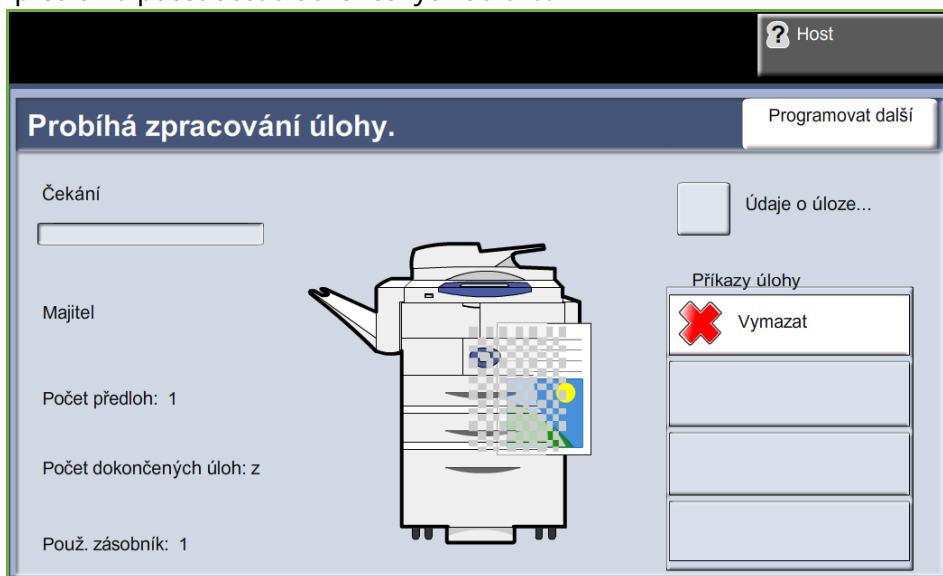 Host
Probíhá zpracování úlohy.
Programovat další
Čekání
Údaje o úloze...
Příkazy úlohy
Majitel
Vymazat
Počet předloh: 1
Počet dokončených úloh: z
Použ. zásobník: 1